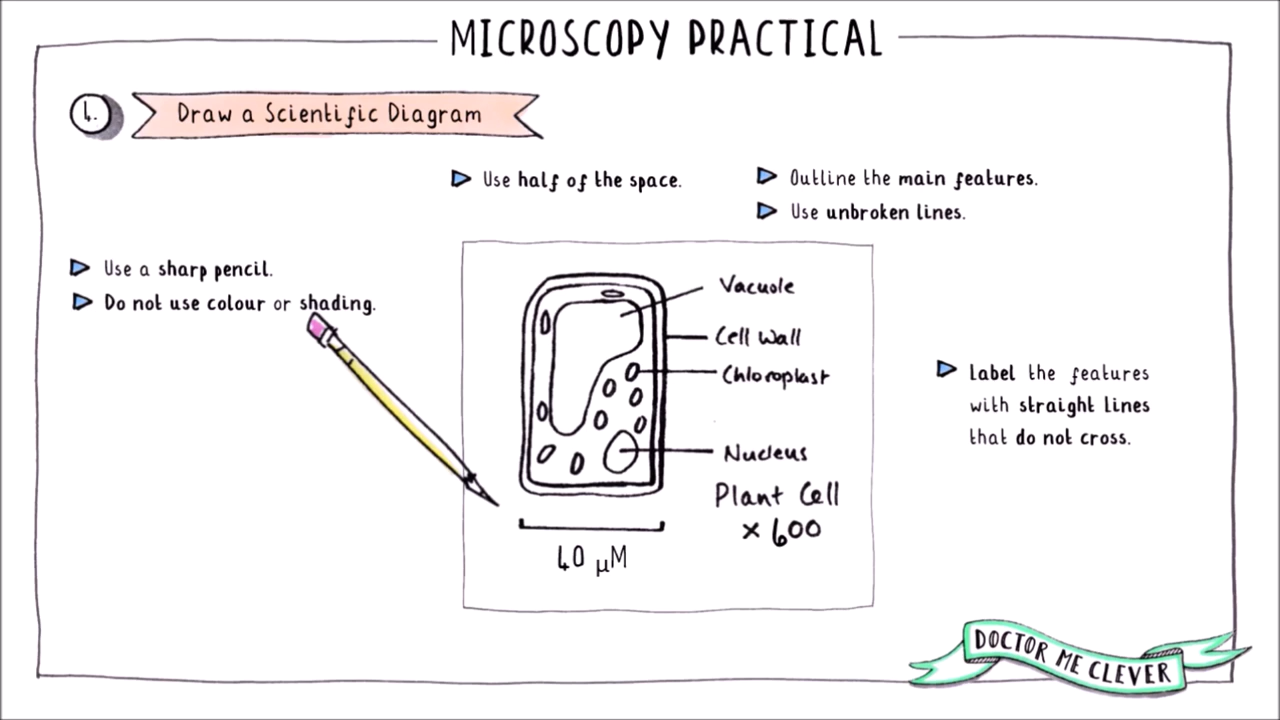 MICROSCOPY PRACTICAL
4. Draw a Scientific Diagram
Use half of the space.
Outline the main features.
Use unbroken lines.
Use a sharp pencil.
Do not use colour or shading.
Vacuole
Cell Wall
Chloroplast
Nucleus
Plant Cell
× 600
40 µM
Label the features
with straight lines
that do not cross.
DOCTOR ME CLEVER